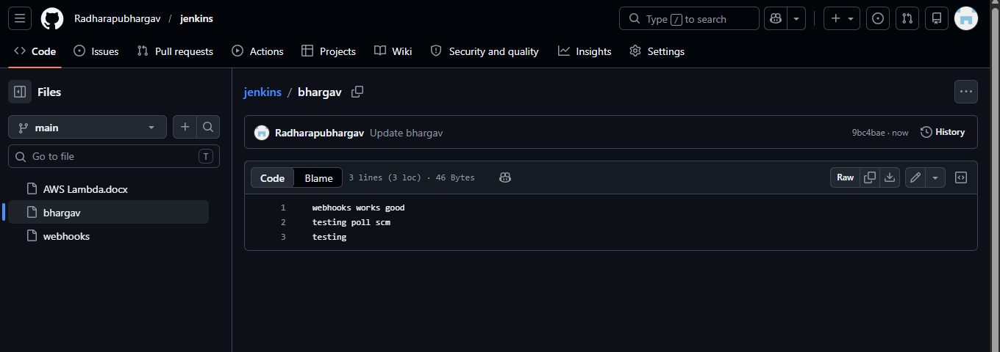 Radharapubhargav / jenkins
Type / to search
Code Issues Pull requests Actions Projects Wiki Security and quality Insights Settings
Files
main
Go to file T
AWS Lambda.docx
bhargav
webhooks
jenkins / bhargav
Radharapubhargav Update bhargav 9bc4bae · now History
Code Blame 3 lines (3 loc) · 46 Bytes Raw
1 webhooks works good
2 testing poll scm
3 testing